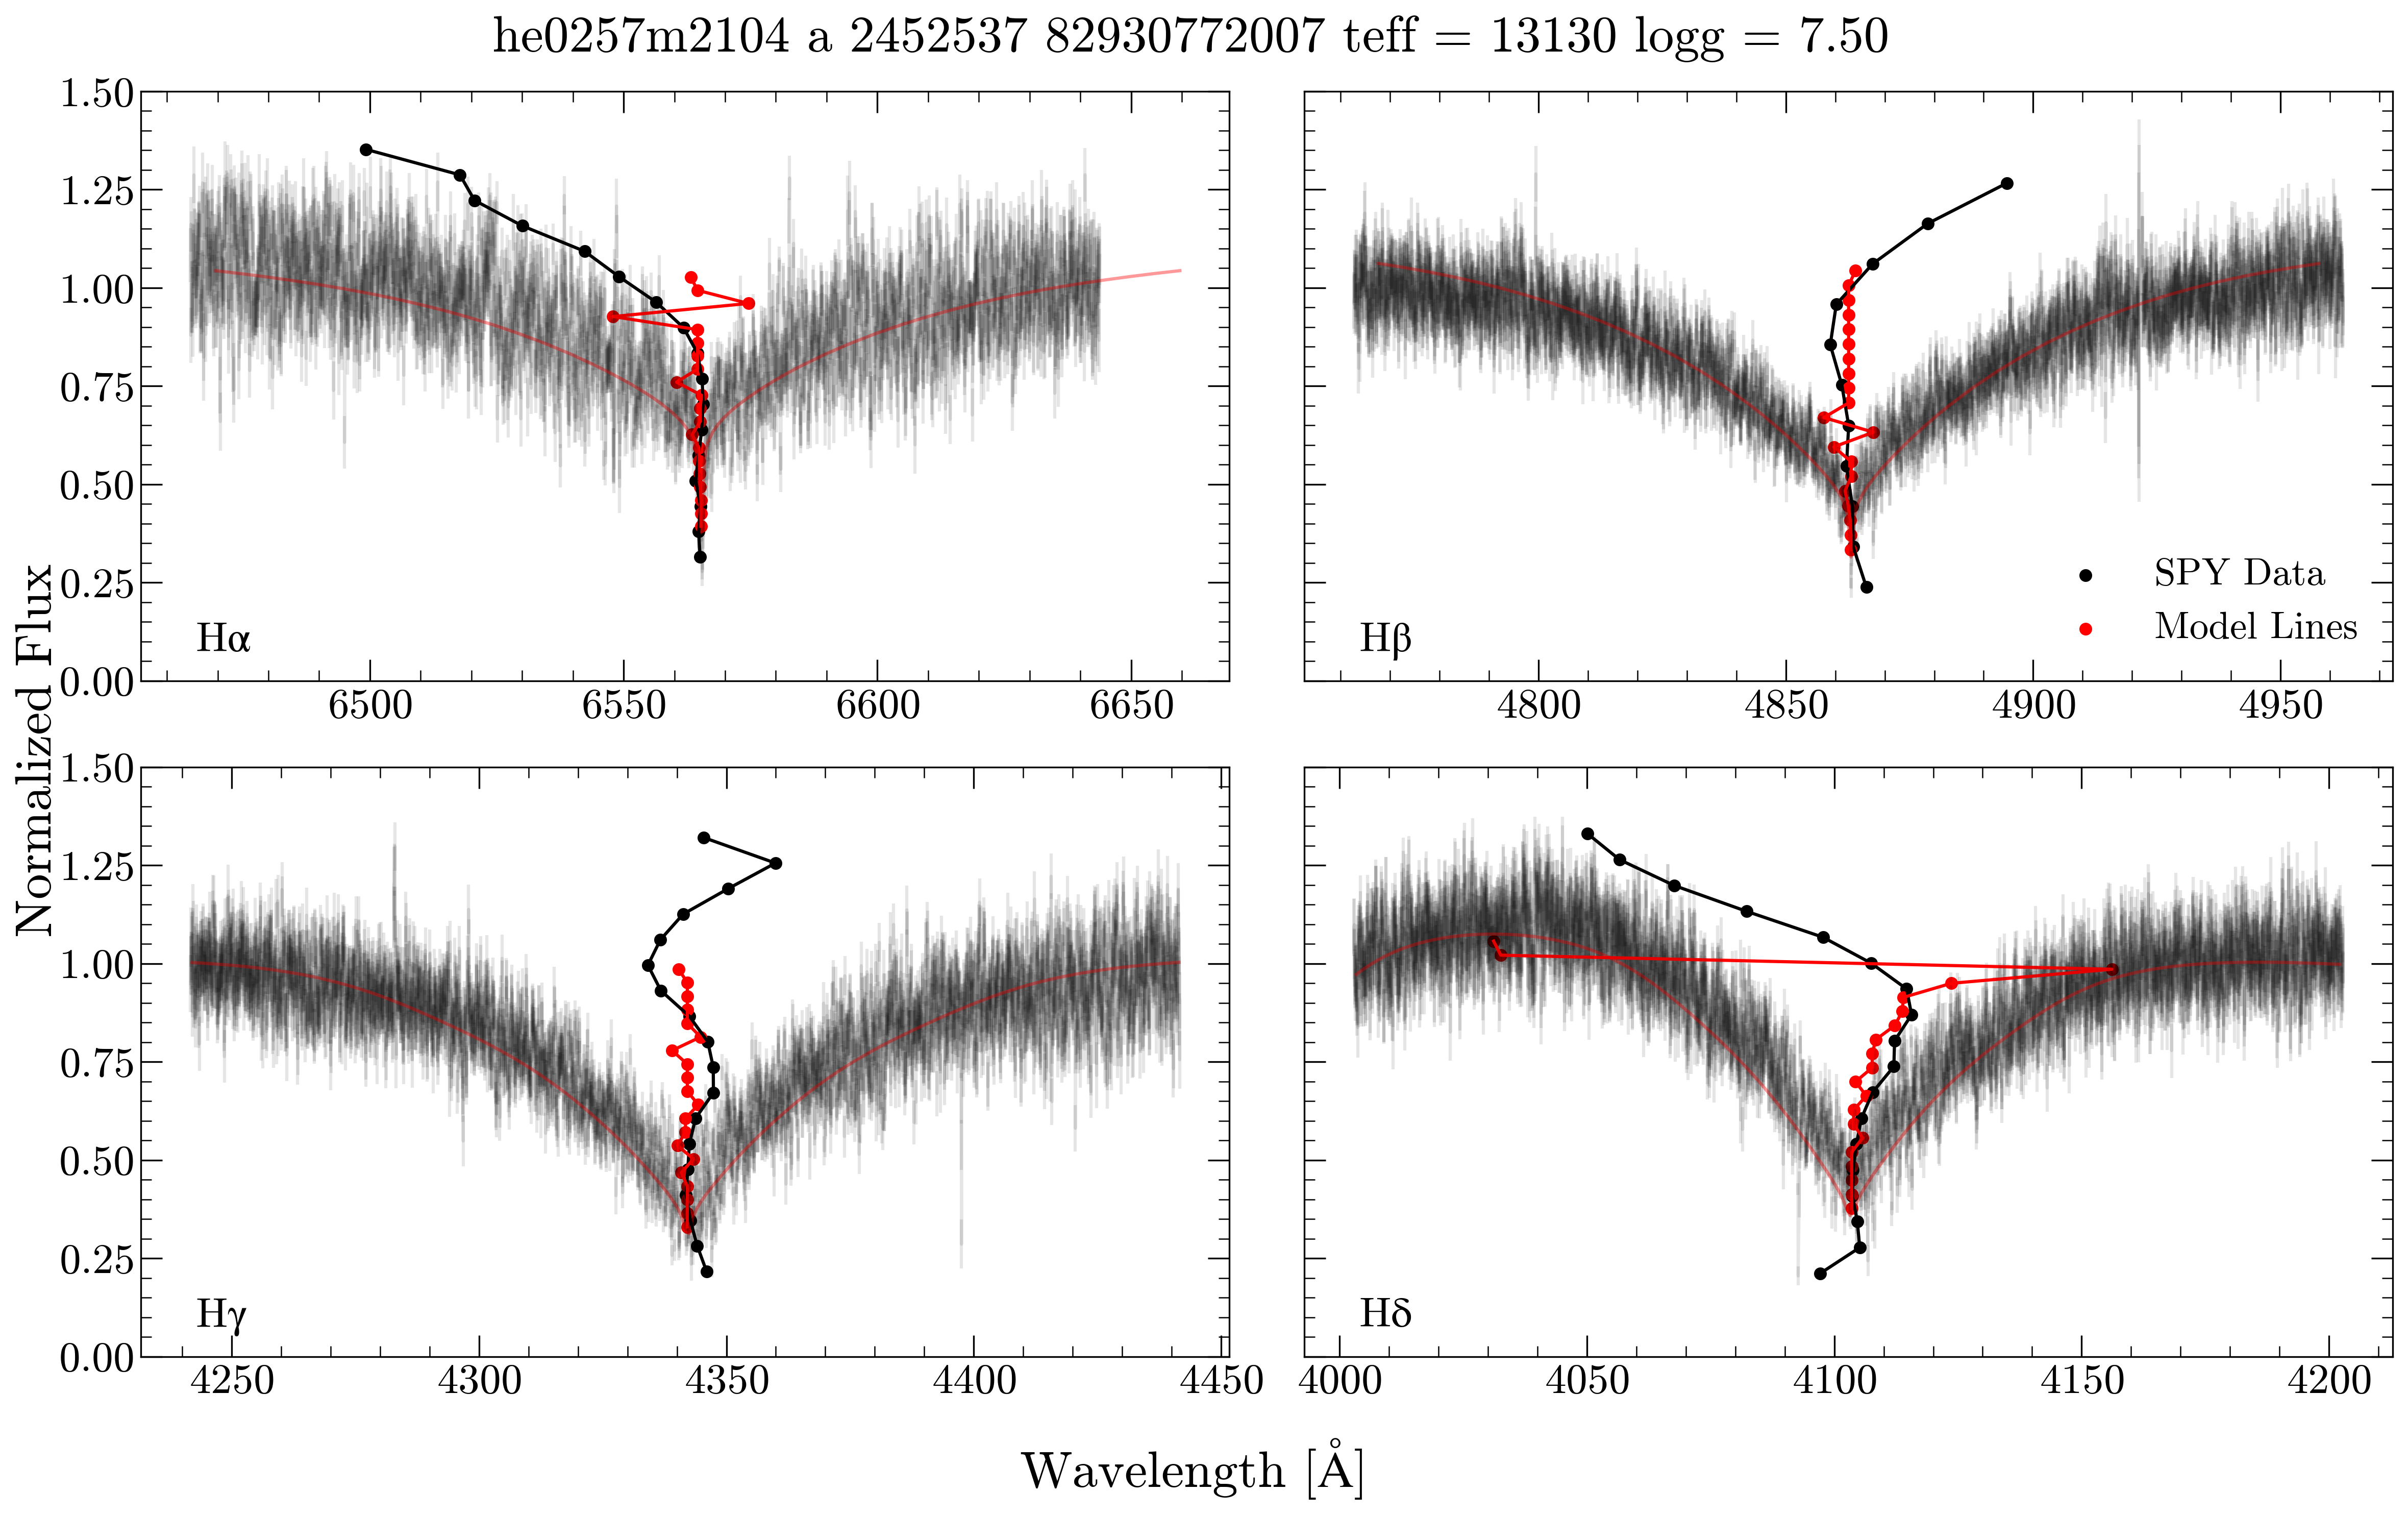 he0257m2104 a 2452537 82930772007 teff = 13130 logg = 7.50
Normalized Flux
1.50
1.25
1.00
0.75
0.50
0.25
0.00
Hα
6500 6550 6600 6650
Hβ
SPY Data
Model Lines
4800 4850 4900 4950
1.50
1.25
1.00
0.75
0.50
0.25
0.00
Hγ
4250 4300 4350 4400 4450
Hδ
4000 4050 4100 4150 4200
Wavelength [Å]